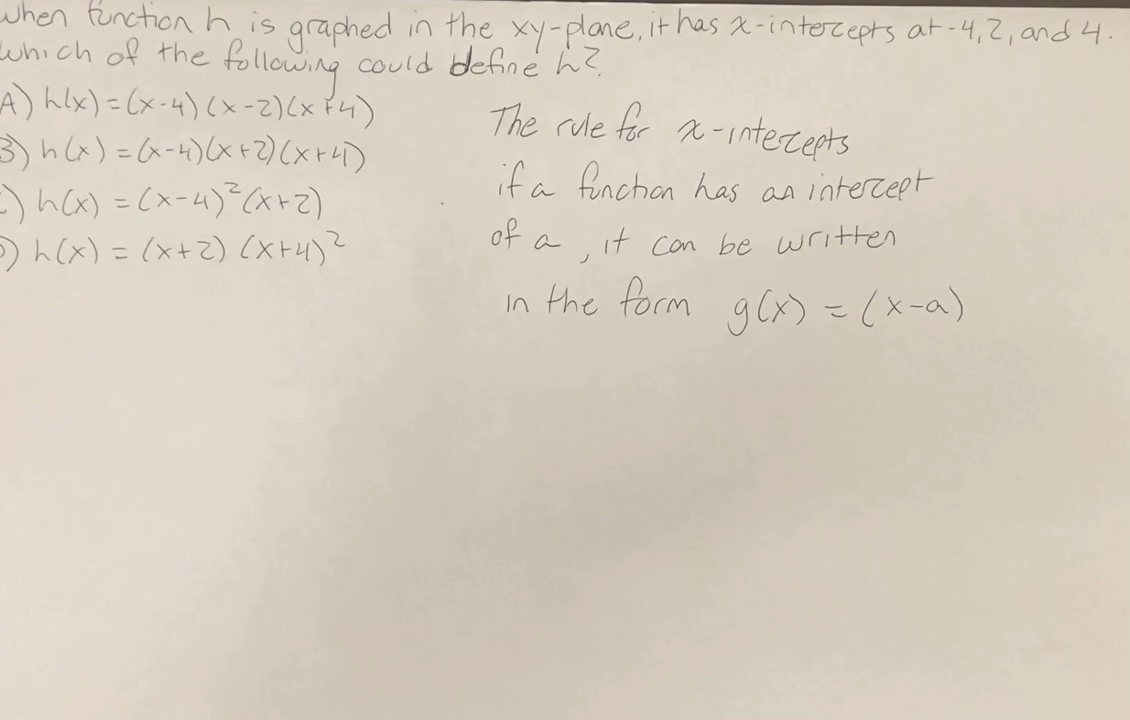 when function h is graphed in the xy-plane, it has x-intercepts at -4, 2, and 4.
which of the following could define h?
A) h(x) = (x-4) (x-2)(x+4)
B) h(x) = (x-4)(x+2)(x+4)
C) h(x) = (x-4)²(x+2)
D) h(x) = (x+2) (x+4)²
The rule for x-intercepts
if a function has an intercept
of a, it can be written
in the form g(x) = (x-a)